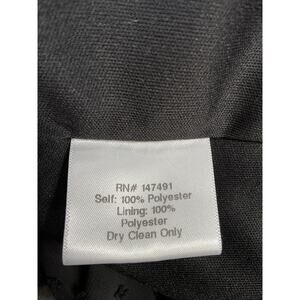 RN# 147491
Self: 100% Polyester
Lining: 100%
Polyester
Dry Clean Only